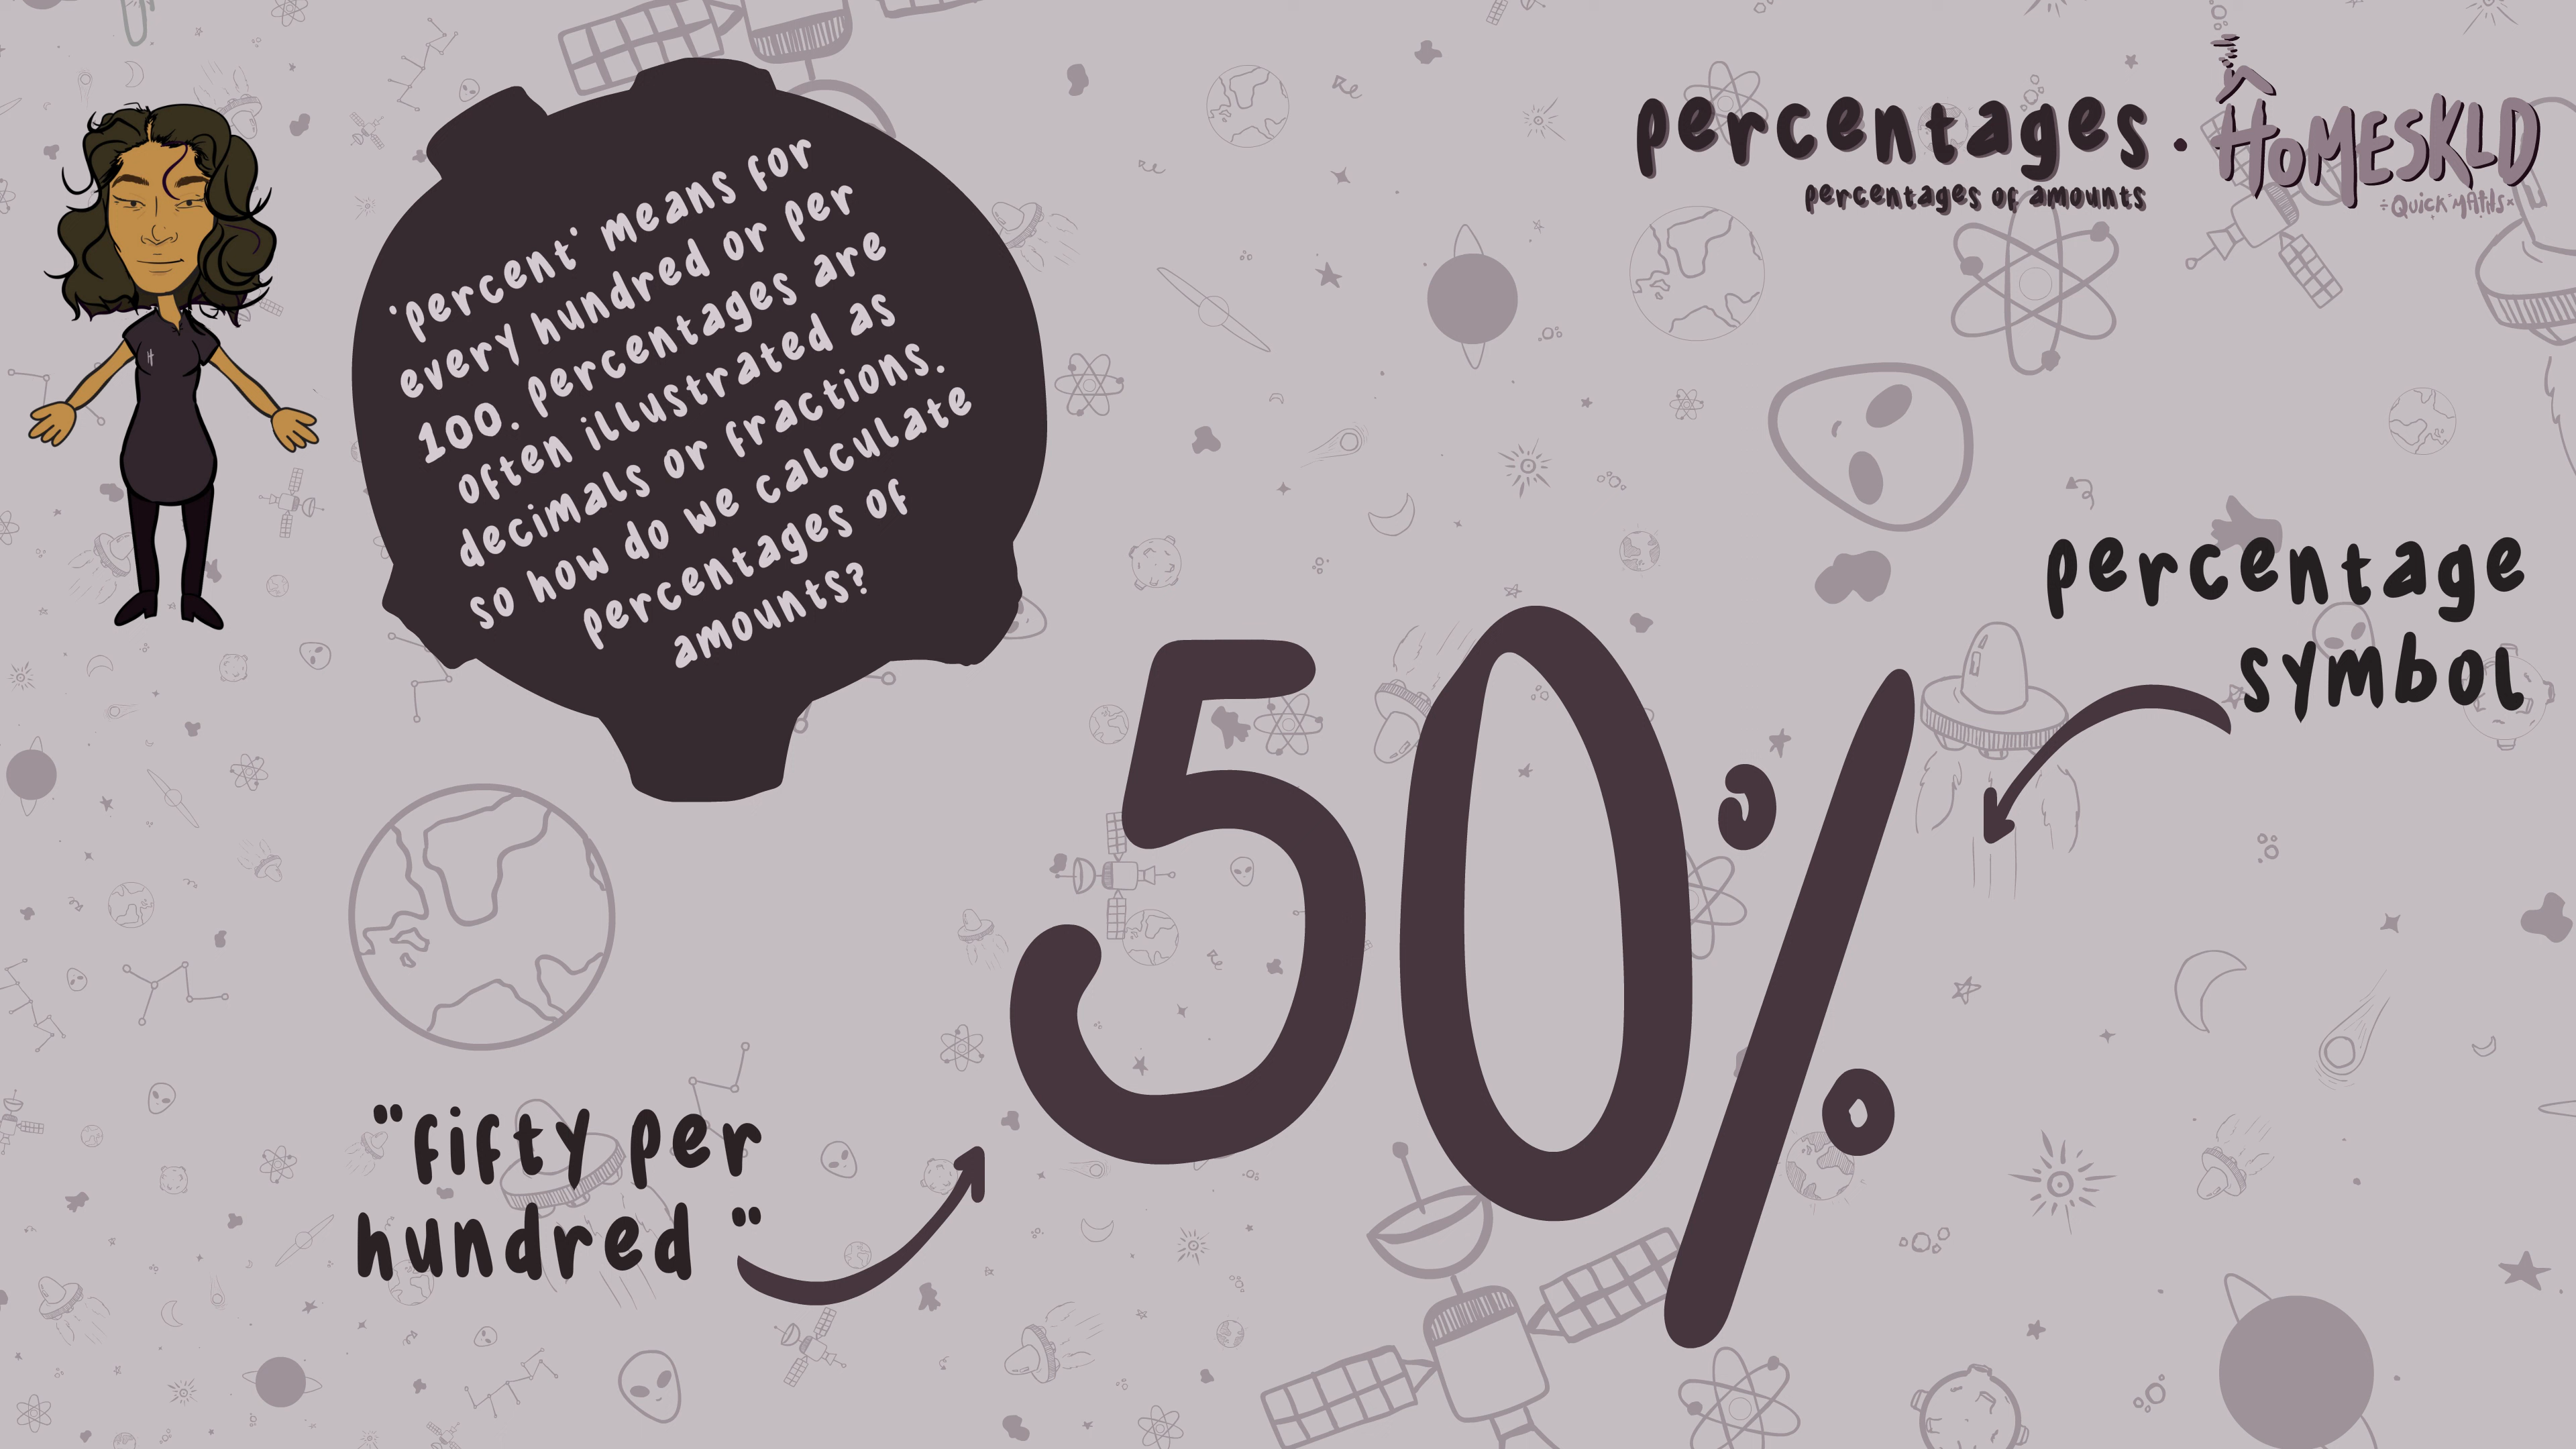 percentages · HOMESKLD
percentages of amounts
÷QUICK MATHS×
'percent' means for
every hundred or per
100. percentages are
often illustrated as
decimals or fractions.
so how do we calculate
percentages of
amounts?
H
percentage
symbol
50%
"fifty per
hundred "